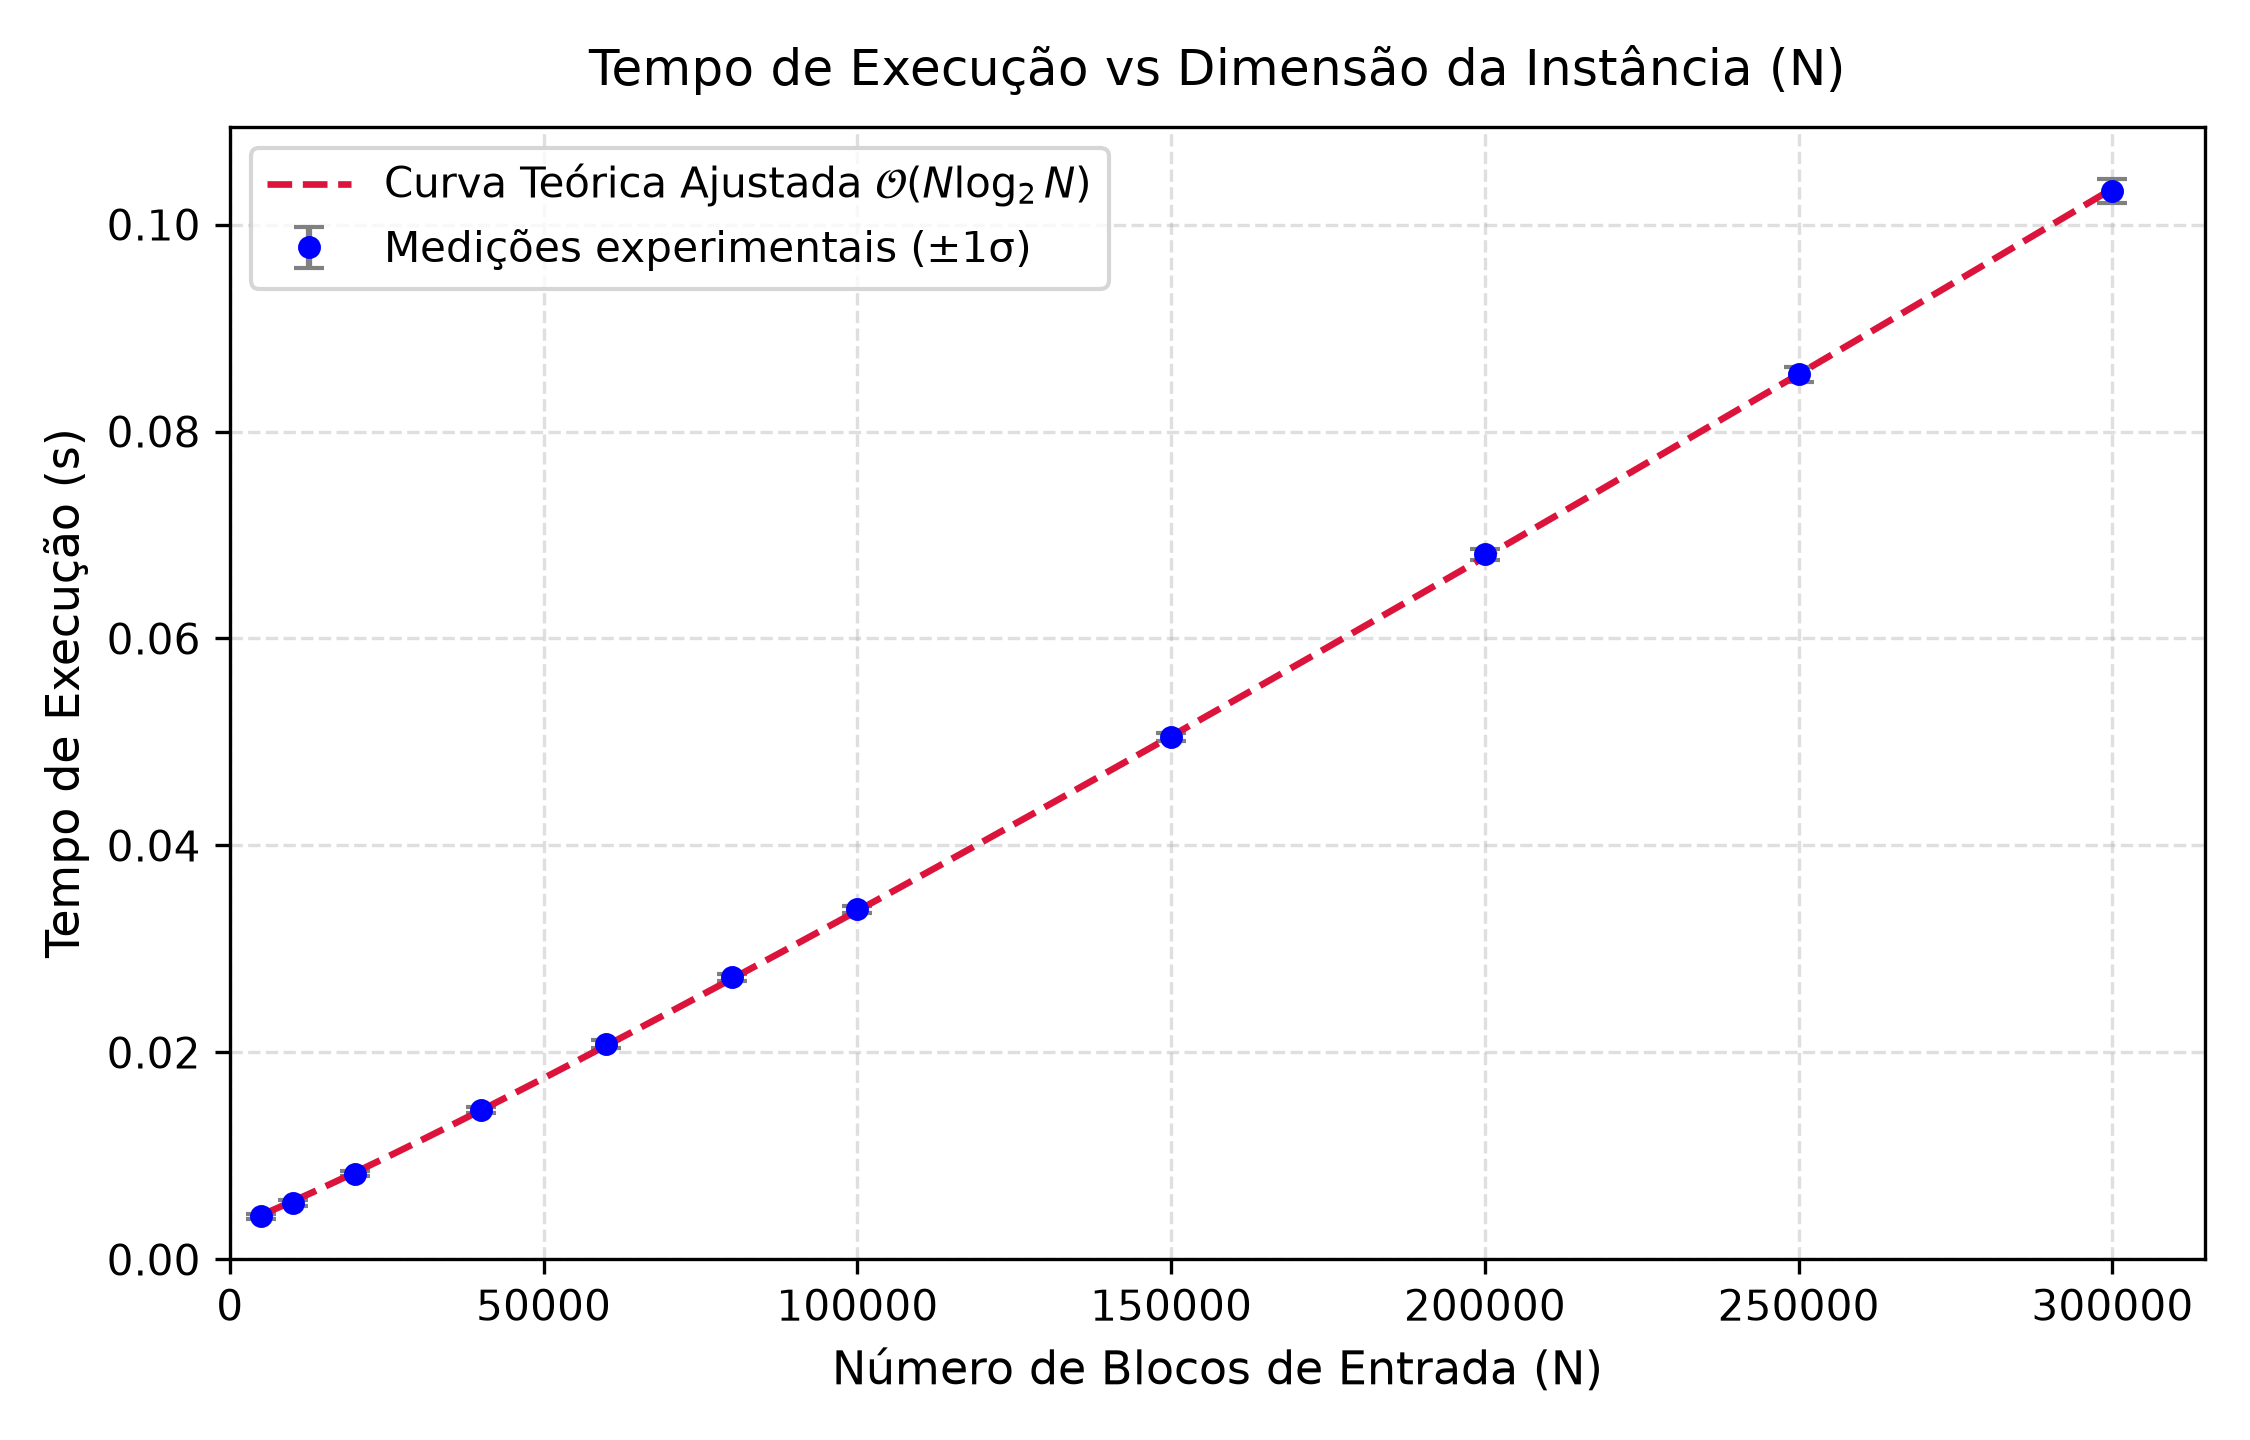 Tempo de Execução vs Dimensão da Instância (N)
Curva Teórica Ajustada 𝒪(N log₂ N)
Medições experimentais (±1σ)
Tempo de Execução (s)
0.10
0.08
0.06
0.04
0.02
0.00
0 50000 100000 150000 200000 250000 300000
Número de Blocos de Entrada (N)